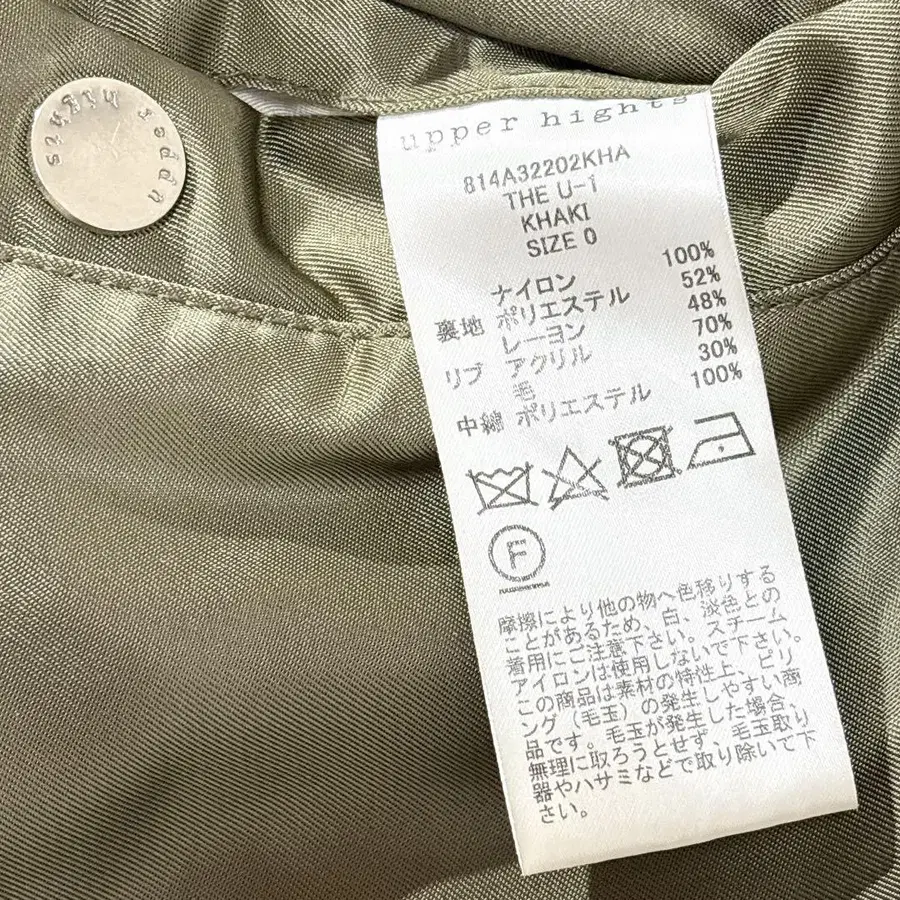 upper hights
upper hights
814A32202KHA
THE U-1
KHAKI
SIZE 0
ナイロン 100%
裏地 ポリエステル 52%
レーヨン 48%
リブ アクリル 70%
毛 30%
中綿 ポリエステル 100%
F
摩擦により他の物へ色移りする
ことがあるため、白、淡色との
着用にご注意下さい。スチーム
アイロンは使用しないで下さい。
この商品は素材の特性上、ピリ
ング（毛玉）の発生しやすい商
品です。毛玉が発生した場合、
無理に取ろうとせず、毛玉取り
器やハサミなどで取り除いて下
さい。